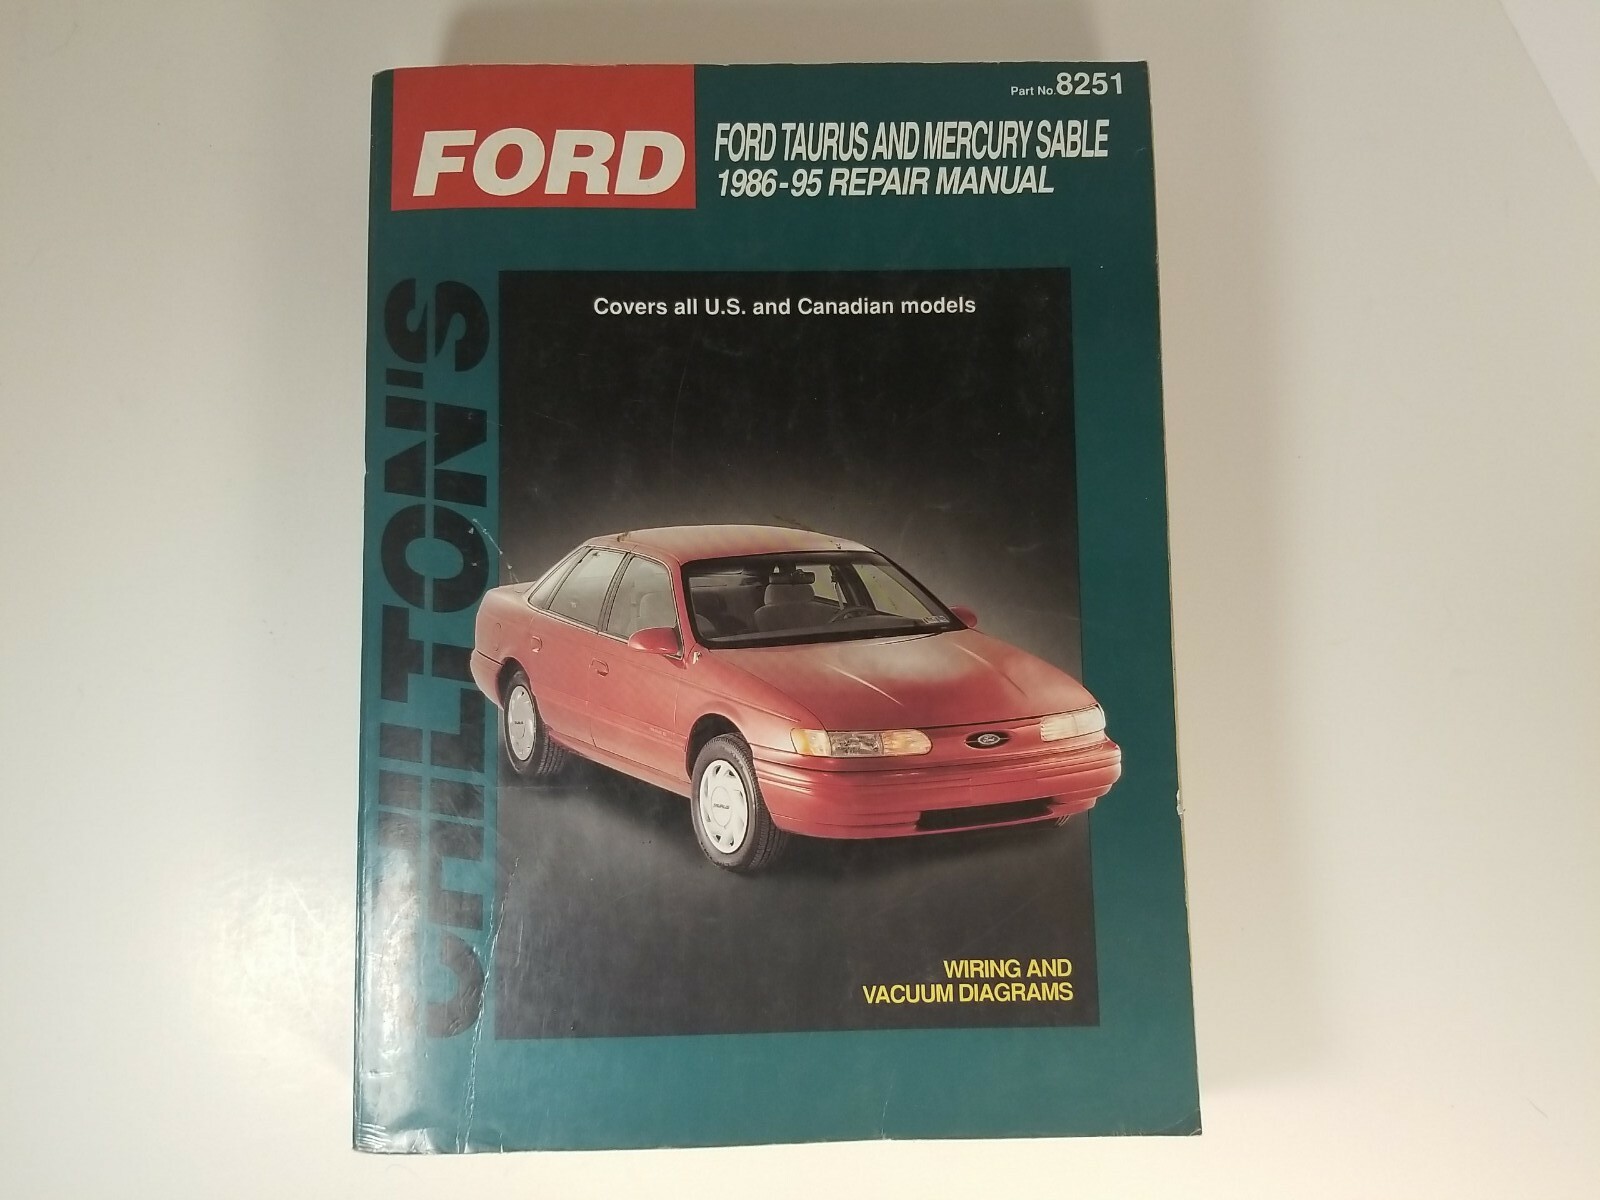 Part No. 8251
FORD
FORD TAURUS AND MERCURY SABLE
1986-95 REPAIR MANUAL
CHILTON'S
Covers all U.S. and Canadian models
Ford
WIRING AND
VACUUM DIAGRAMS